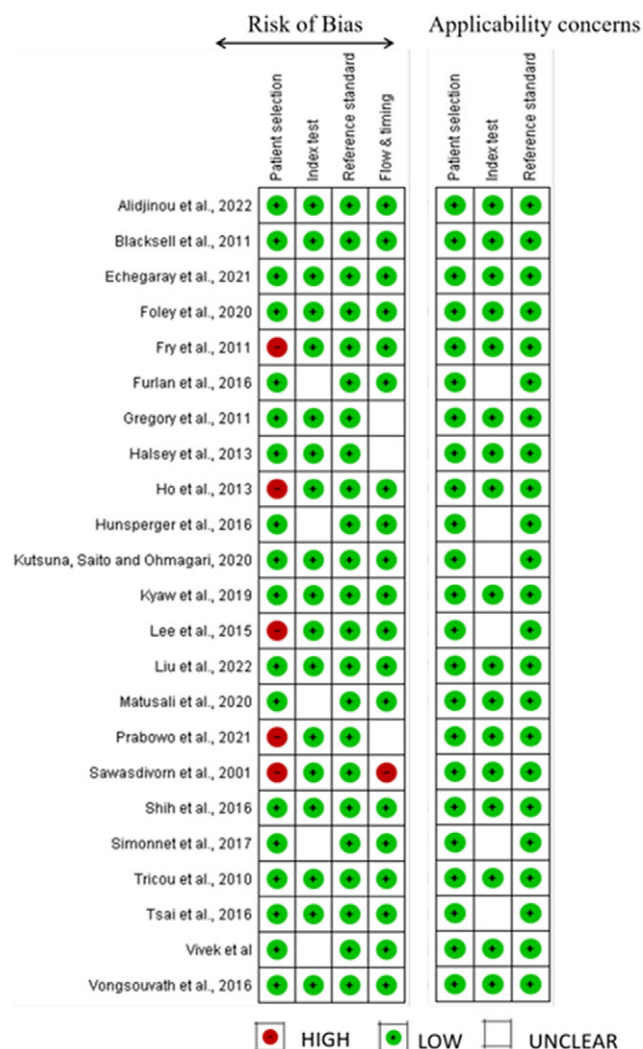 Risk of Bias Applicability concerns
Patient selection
Index test
Reference standard
Flow & timing
Patient selection
Index test
Reference standard
Alidjinou et al., 2022
Blacksell et al., 2011
Echegaray et al., 2021
Foley et al., 2020
Fry et al., 2011
Furlan et al., 2016
Gregory et al., 2011
Halsey et al., 2013
Ho et al., 2013
Hunsperger et al., 2016
Kutsuna, Saito and Ohmagari, 2020
Kyaw et al., 2019
Lee et al., 2015
Liu et al., 2022
Matusali et al., 2020
Prabowo et al., 2021
Sawasdivorn et al., 2001
Shih et al., 2016
Simonnet et al., 2017
Tricou et al., 2010
Tsai et al., 2016
Vivek et al
Vongsouvath et al., 2016
HIGH LOW UNCLEAR